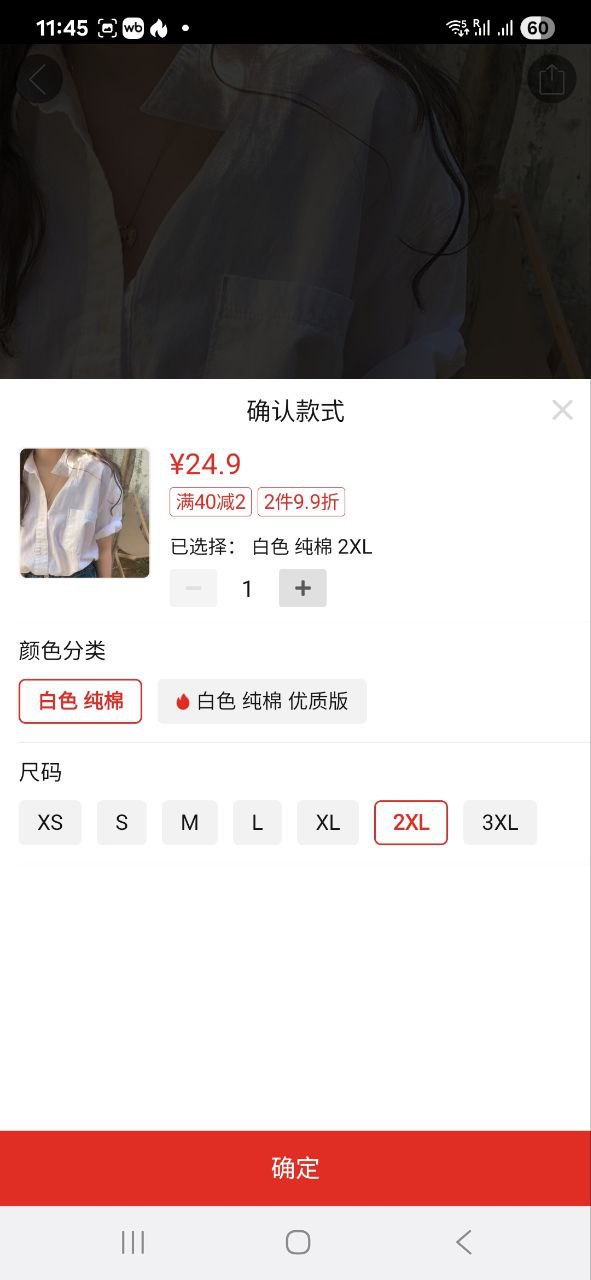 11:45 wb 60
确认款式
¥24.9
满40减2 2件9.9折
已选择： 白色 纯棉 2XL
1
颜色分类
白色 纯棉 白色 纯棉 优质版
尺码
XS S M L XL 2XL 3XL
确定